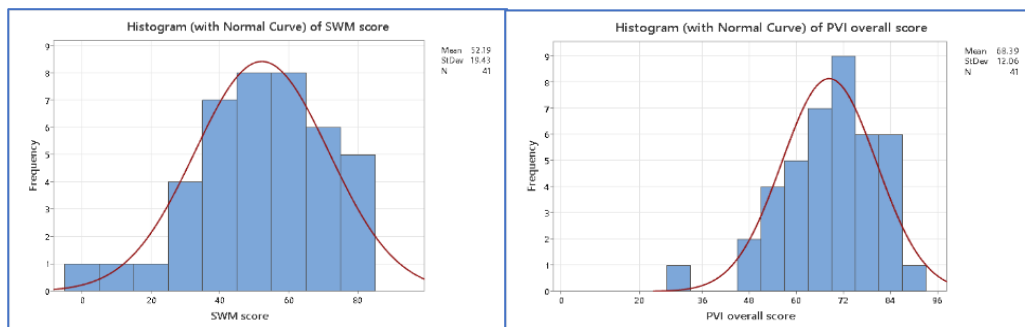 Histogram (with Normal Curve) of SWM score
Mean 52.19
StDev 19.43
N 41
9
8
7
6
5
4
3
2
1
0
Frequency
0 20 40 60 80
SWM score
Histogram (with Normal Curve) of PVI overall score
Mean 68.39
StDev 12.06
N 41
9
8
7
6
5
4
3
2
1
0
Frequency
0 20 36 48 60 72 84 96
PVI overall score